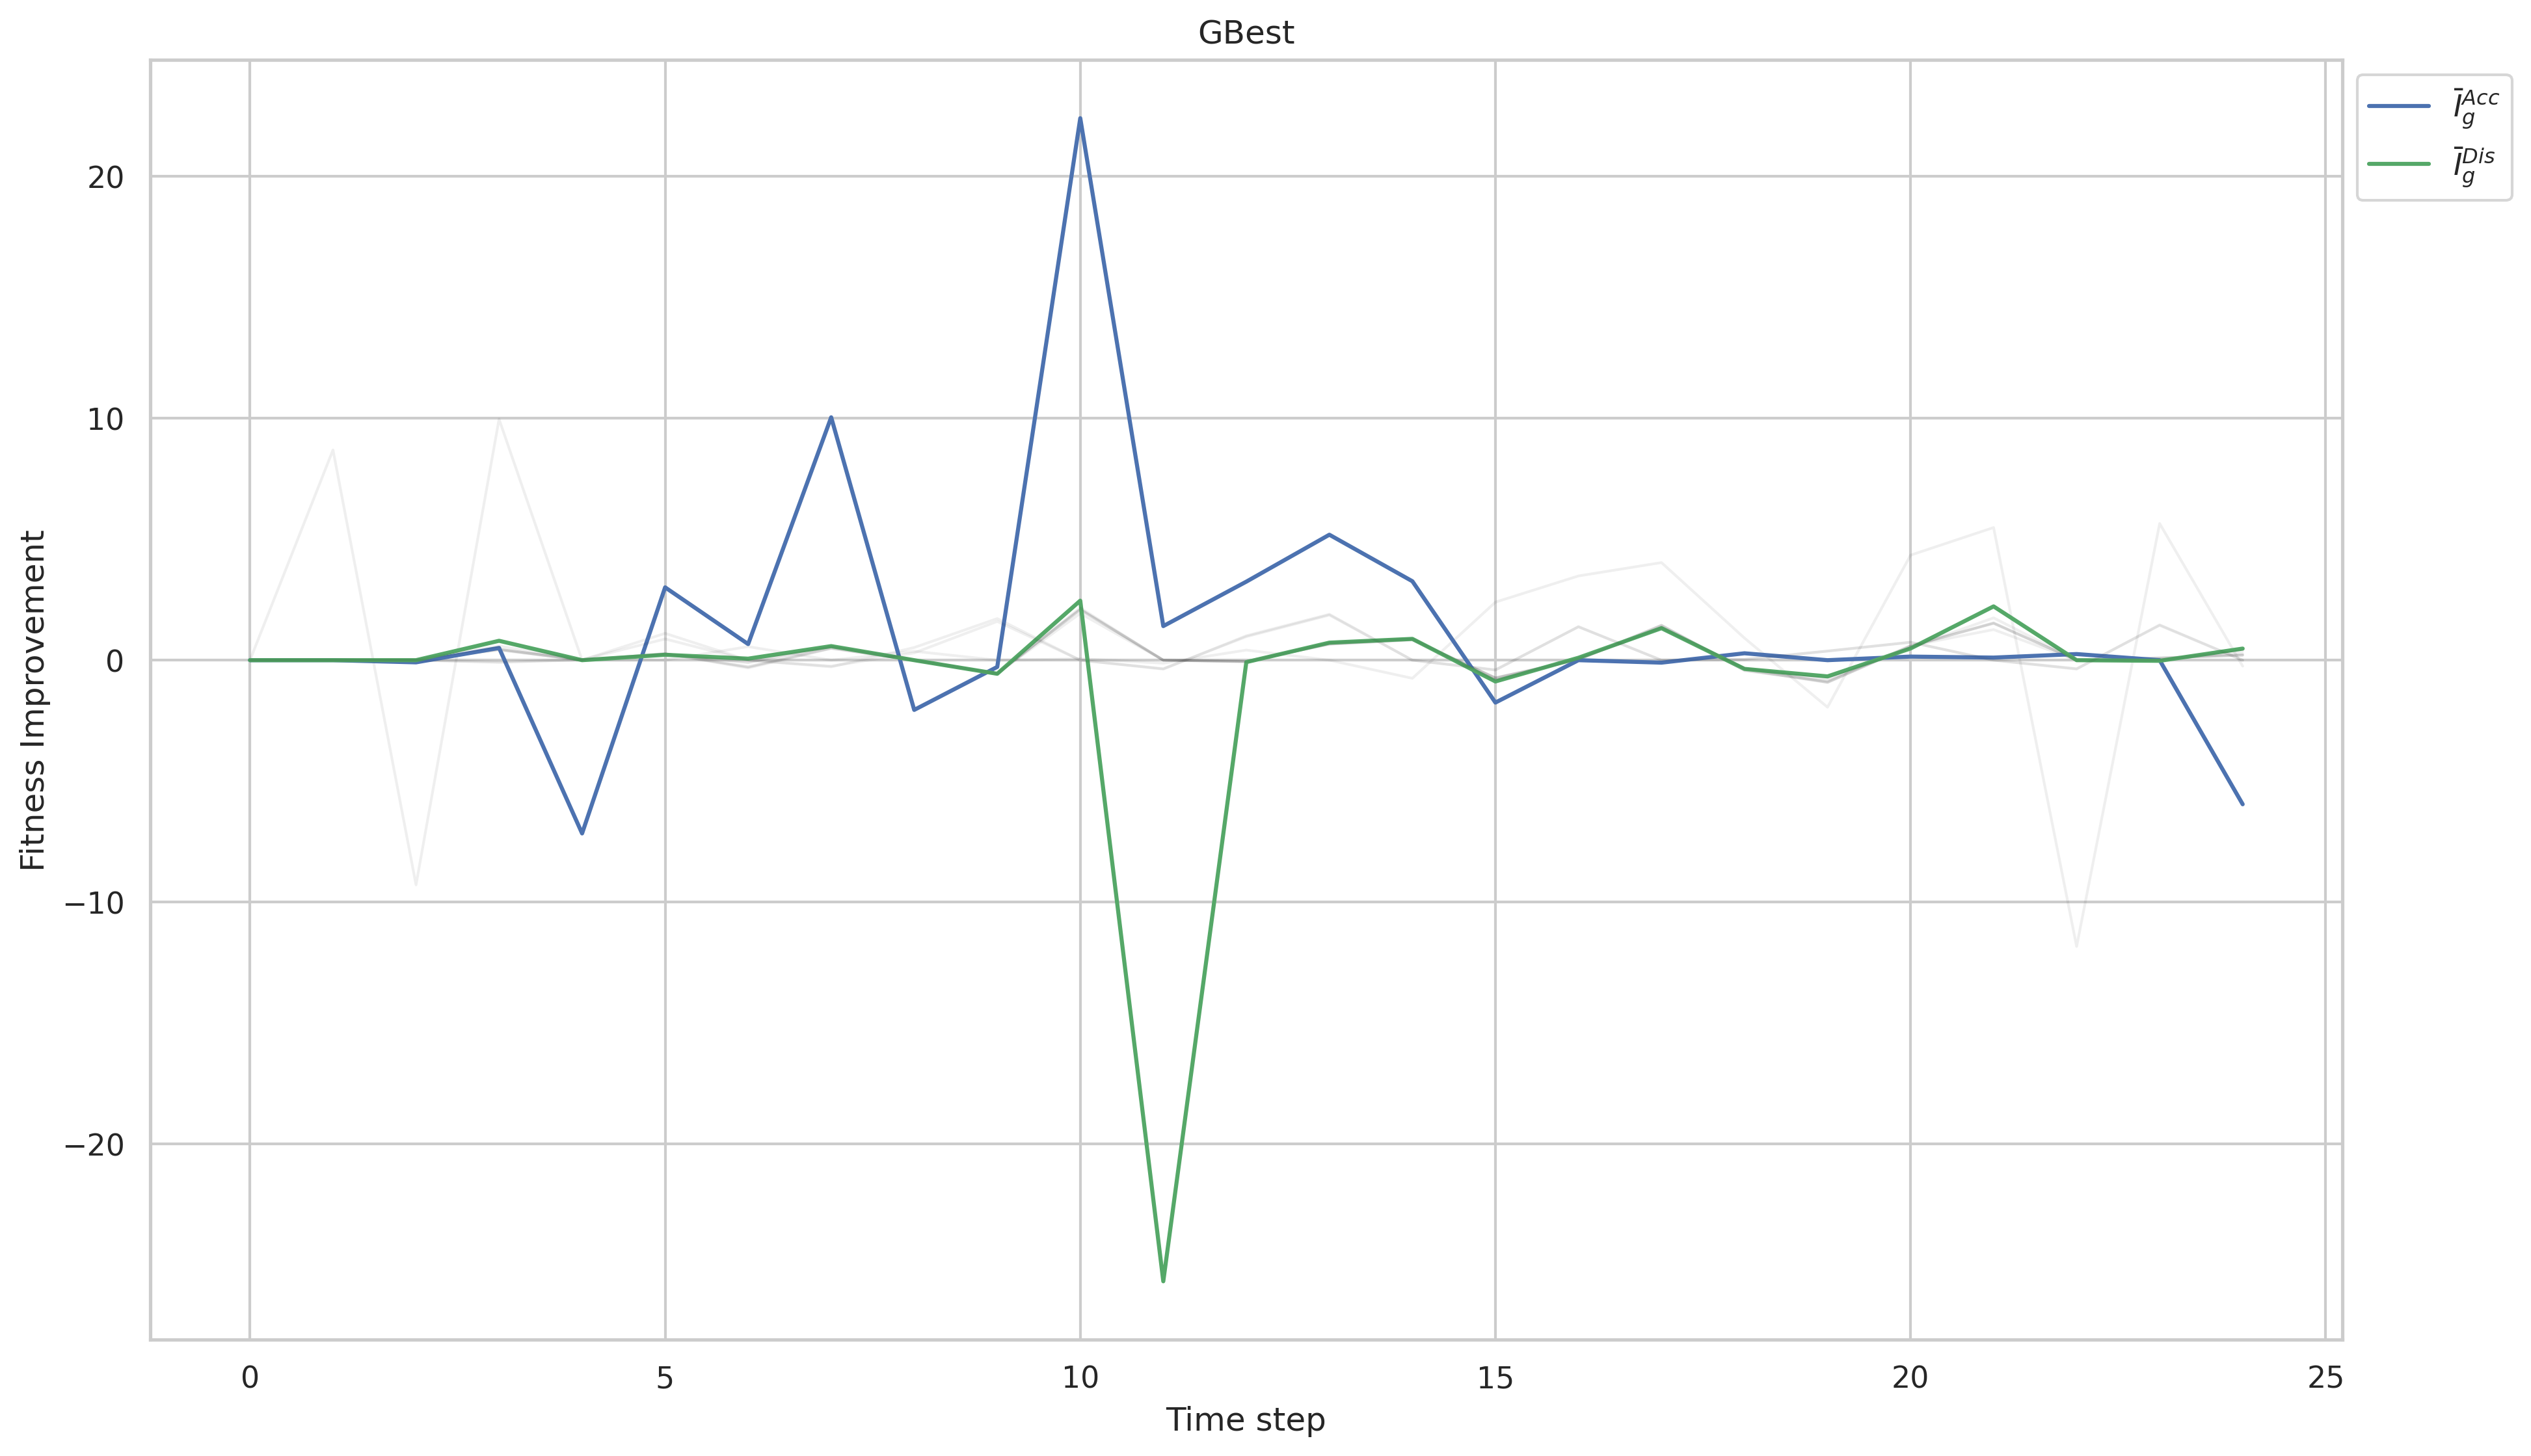 GBest
Ī_g^Acc
Ī_g^Dis
20
10
0
−10
−20
Fitness Improvement
0 5 10 15 20 25
Time step